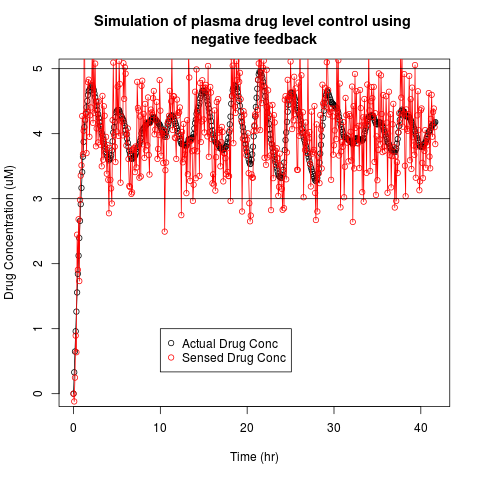 Simulation of plasma drug level control using
negative feedback
Drug Concentration (uM)
5
4
3
2
1
0
Actual Drug Conc
Sensed Drug Conc
0 10 20 30 40
Time (hr)